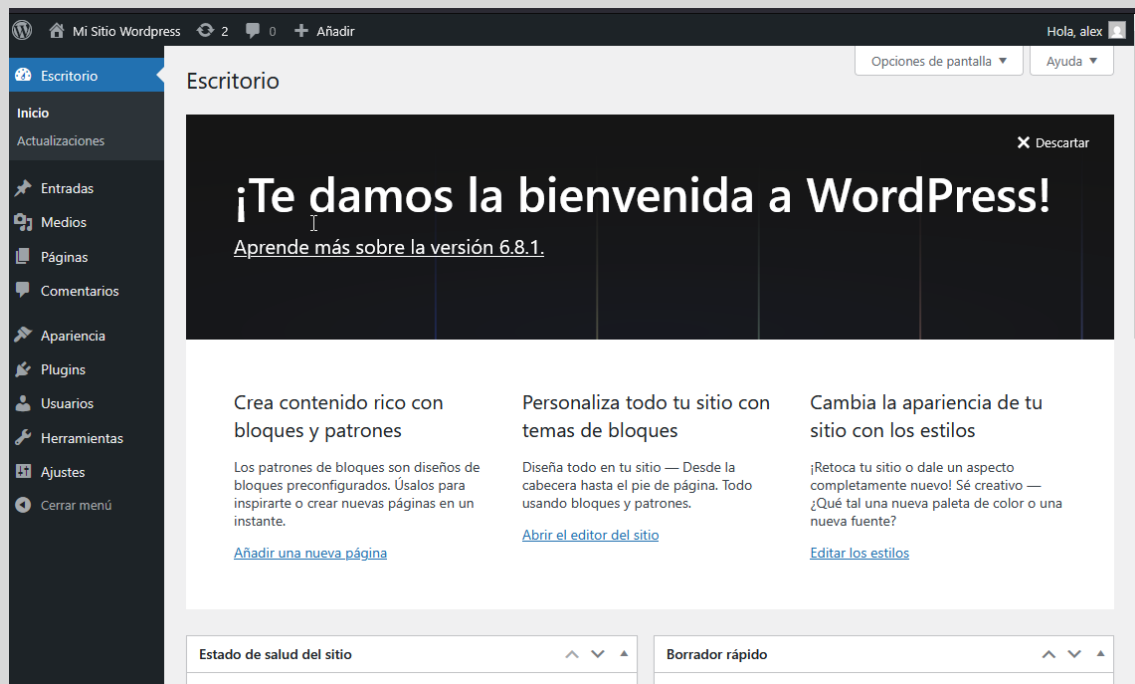 Mi Sitio Wordpress 2 0 Añadir Hola, alex
Opciones de pantalla Ayuda
Escritorio
Inicio
Actualizaciones
Entradas
Medios
Páginas
Comentarios
Apariencia
Plugins
Usuarios
Herramientas
Ajustes
Cerrar menú
Escritorio
Descartar
¡Te damos la bienvenida a WordPress!
Aprende más sobre la versión 6.8.1.
Crea contenido rico con
bloques y patrones
Los patrones de bloques son diseños de
bloques preconfigurados. Úsalos para
inspirarte o crear nuevas páginas en un
instante.
Añadir una nueva página
Personaliza todo tu sitio con
temas de bloques
Diseña todo en tu sitio — Desde la
cabecera hasta el pie de página. Todo
usando bloques y patrones.
Abrir el editor del sitio
Cambia la apariencia de tu
sitio con los estilos
¡Retoca tu sitio o dale un aspecto
completamente nuevo! Sé creativo —
¿Qué tal una nueva paleta de color o una
nueva fuente?
Editar los estilos
Estado de salud del sitio
Borrador rápido